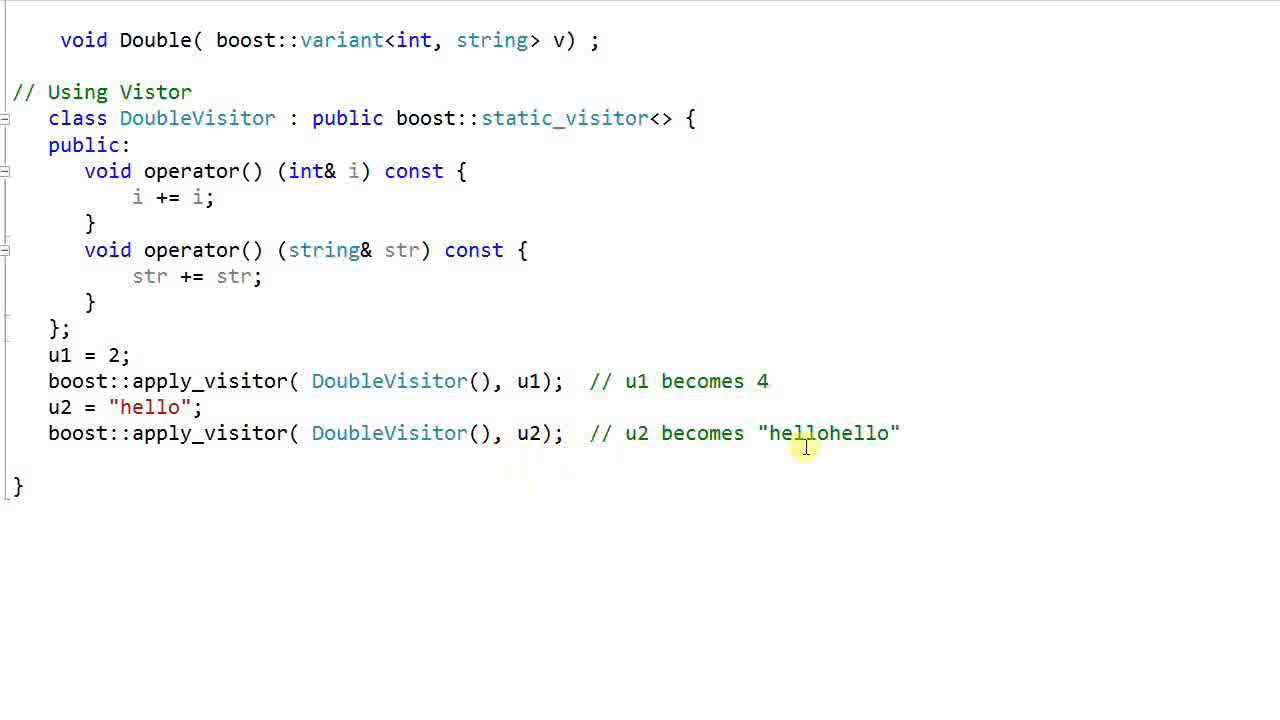 void Double( boost::variant<int, string> v) ;
// Using Vistor
class DoubleVisitor : public boost::static_visitor<> {
public:
void operator() (int& i) const {
i += i;
}
void operator() (string& str) const {
str += str;
}
};
u1 = 2;
boost::apply_visitor( DoubleVisitor(), u1); // u1 becomes 4
u2 = "hello";
boost::apply_visitor( DoubleVisitor(), u2); // u2 becomes "hellohello"
}